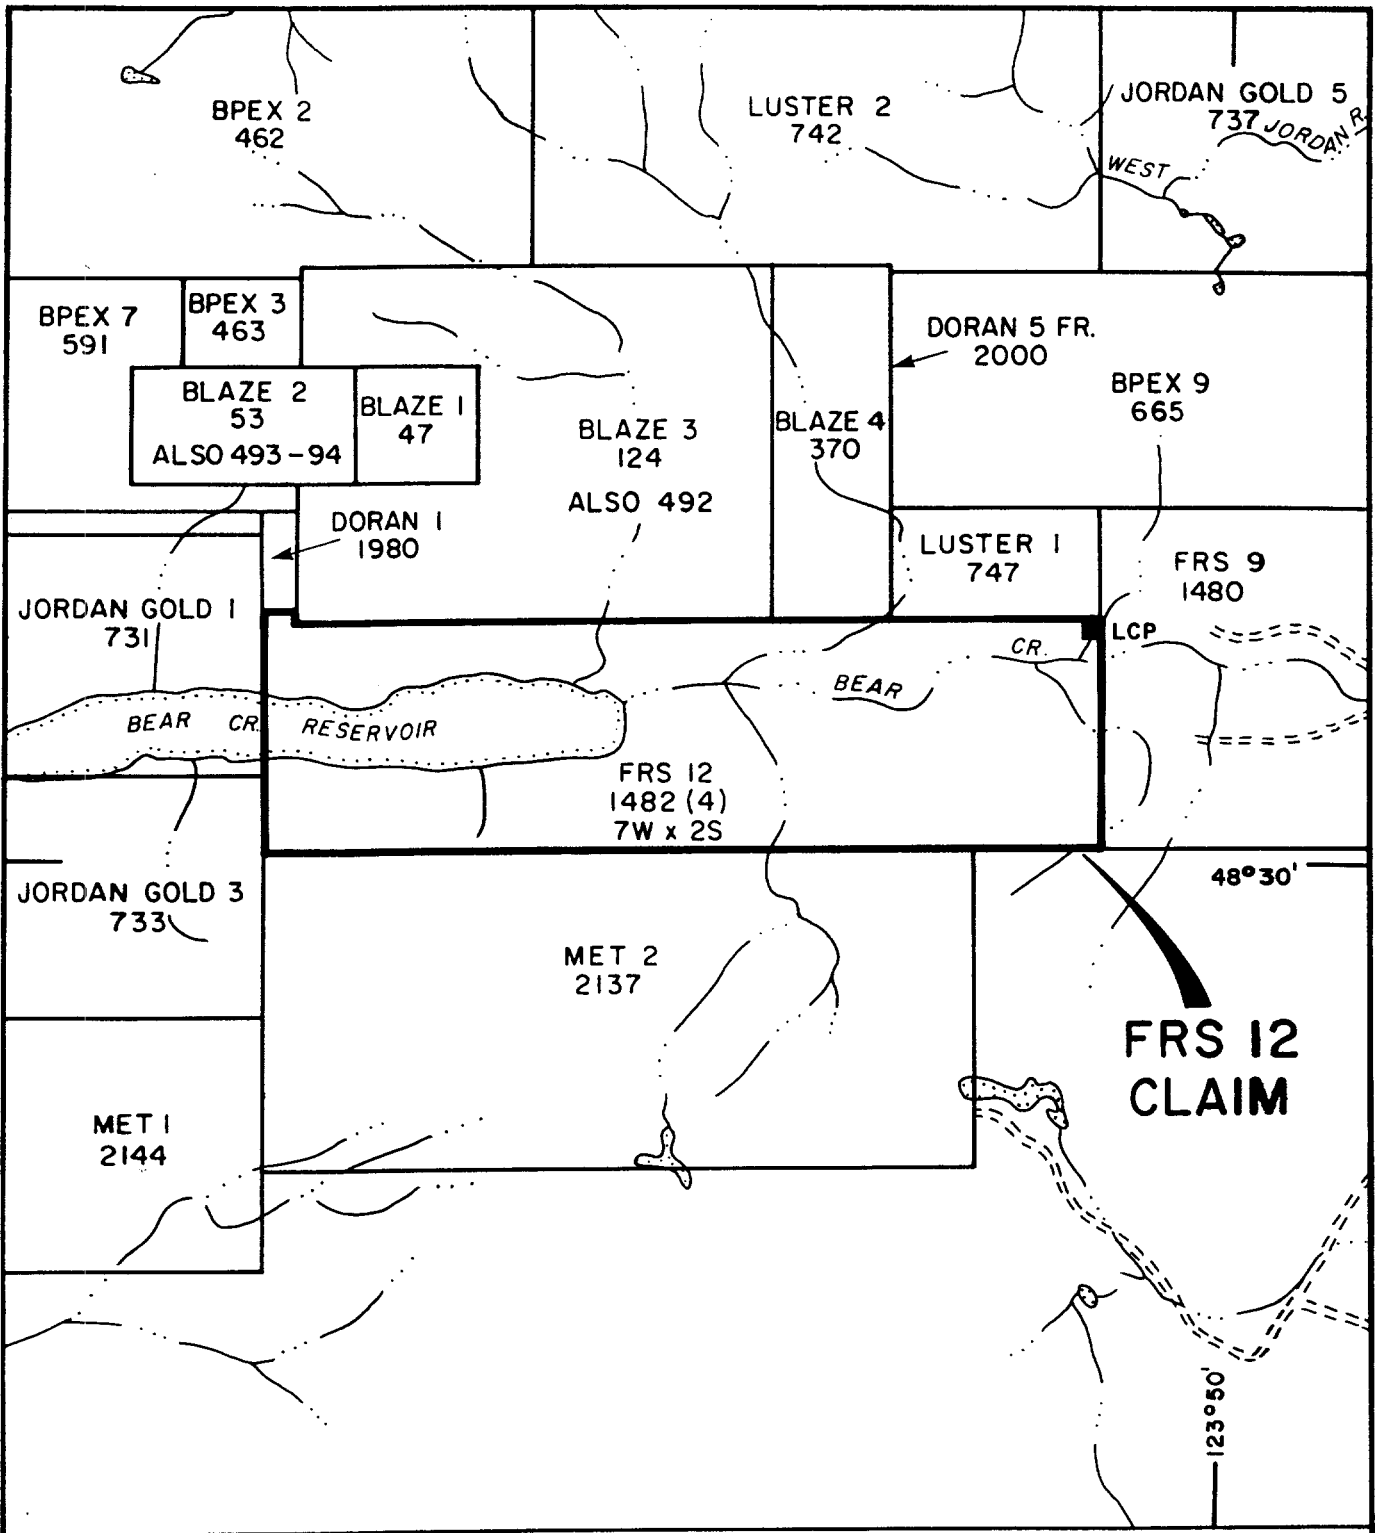 BPEX 2
462
LUSTER 2
742
JORDAN GOLD 5
737
WEST
JORDAN R.
BPEX 7
591
BPEX 3
463
DORAN 5 FR.
2000
BPEX 9
665
BLAZE 2
53
ALSO 493-94
BLAZE 1
47
BLAZE 3
124
ALSO 492
BLAZE 4
370
DORAN 1
1980
LUSTER 1
747
FRS 9
1480
JORDAN GOLD 1
731
LCP
BEAR CR.
BEAR CR. RESERVOIR
FRS 12
1482 (4)
7W x 2S
48°30'
JORDAN GOLD 3
733
MET 2
2137
FRS 12
CLAIM
MET 1
2144
123°50'